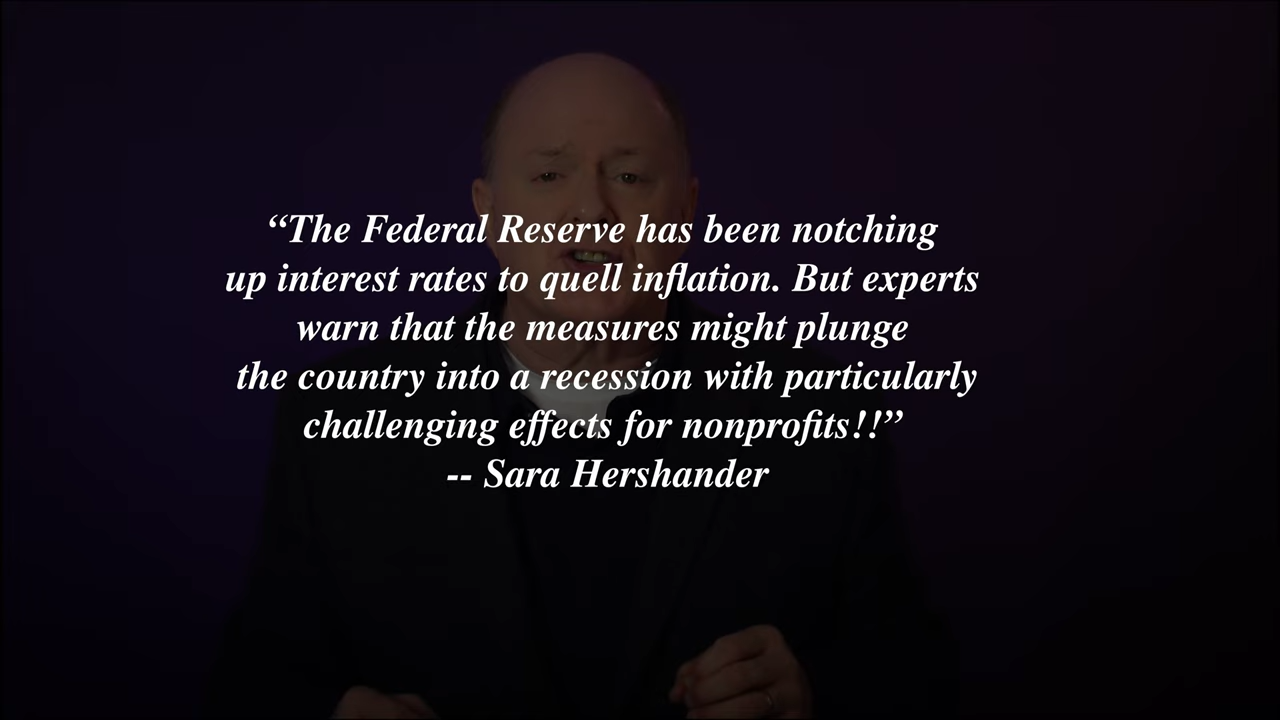 “The Federal Reserve has been notching
up interest rates to quell inflation. But experts
warn that the measures might plunge
the country into a recession with particularly
challenging effects for nonprofits!!”
-- Sara Hershander